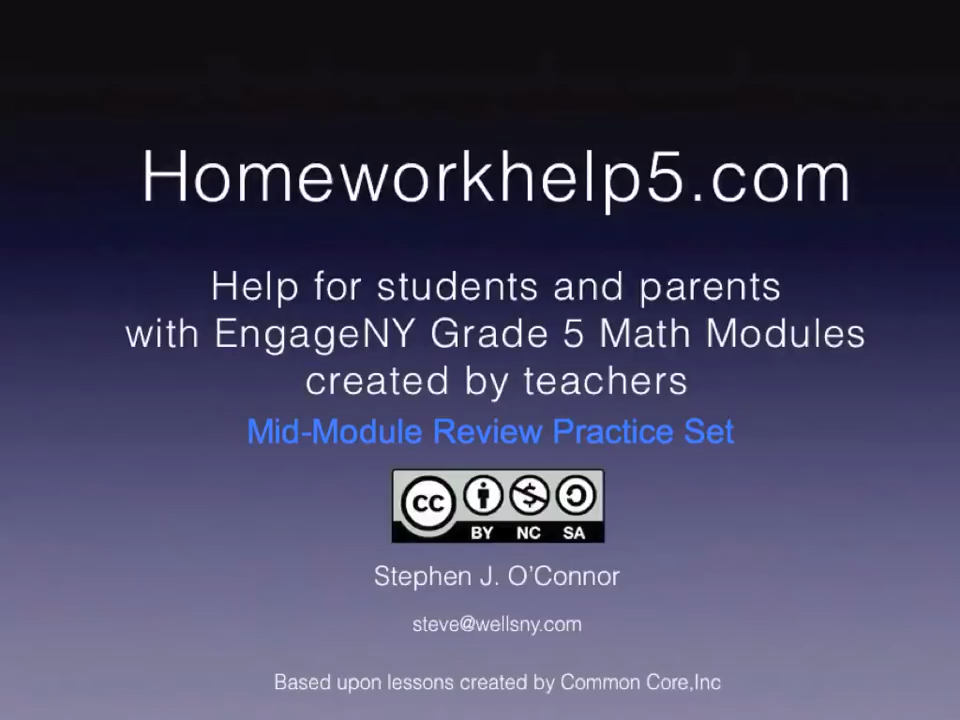 Homeworkhelp5.com
Help for students and parents
with EngageNY Grade 5 Math Modules
created by teachers
Mid-Module Review Practice Set
CC
BY NC SA
Stephen J. O’Connor
steve@wellsny.com
Based upon lessons created by Common Core,Inc